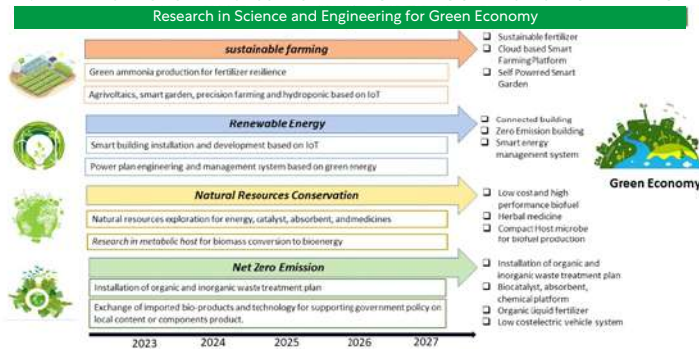 Research in Science and Engineering for Green Economy
sustainable farming
Green ammonia production for fertilizer resilience
Agrivoltaics, smart garden, precision farming and hydroponic based on IoT
❑ Sustainable fertilizer
❑ Cloud based Smart
Farming Platform
❑ Self Powered Smart
Garden
Renewable Energy
Smart building installation and development based on IoT
Power plan engineering and management system based on green energy
❑ Connected building
❑ Zero Emission building
❑ Smart energy
management system
Green Economy
Natural Resources Conservation
Natural resources exploration for energy, catalyst, absorbent, and medicines
Research in metabolic host for biomass conversion to bioenergy
❑ Low cost and high
performance biofuel
❑ Herbal medicine
❑ Compact Host microbe
for biofuel production
Net Zero Emission
Installation of organic and inorganic waste treatment plan
Exchange of imported bio-products and technology for supporting government policy on
local content or components product.
❑ Installation of organic and
inorganic waste treatment plan
❑ Biocatalyst, absorbent,
chemical platform
❑ Organic liquid fertilizer
❑ Low cost electric vehicle system
2023 2024 2025 2026 2027